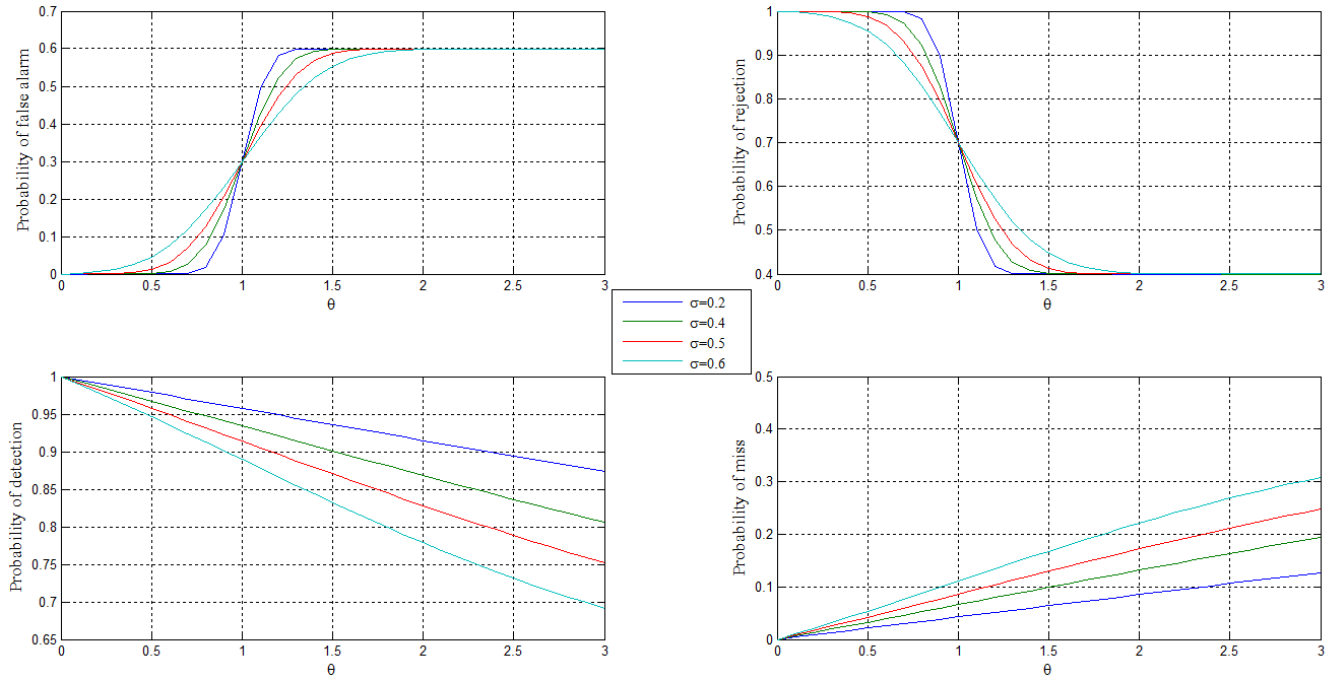 Probability of false alarm
0.7
0.6
0.5
0.4
0.3
0.2
0.1
0
0 0.5 1 1.5 2 2.5 3
θ
Probability of rejection
1
0.9
0.8
0.7
0.6
0.5
0.4
0 0.5 1 1.5 2 2.5 3
θ
σ=0.2
σ=0.4
σ=0.5
σ=0.6
Probability of detection
1
0.95
0.9
0.85
0.8
0.75
0.7
0.65
0 0.5 1 1.5 2 2.5 3
θ
Probability of miss
0.5
0.4
0.3
0.2
0.1
0
0 0.5 1 1.5 2 2.5 3
θ